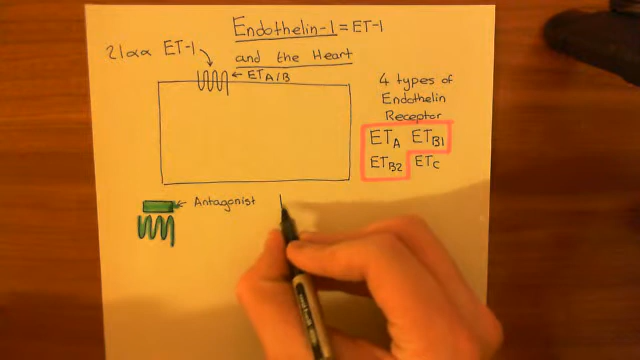 Endothelin-1 = ET-1
and the Heart
21αα ET-1
ETA/B
4 types of
Endothelin
Receptor
ETA ETB1
ETB2 ETC
Antagonist